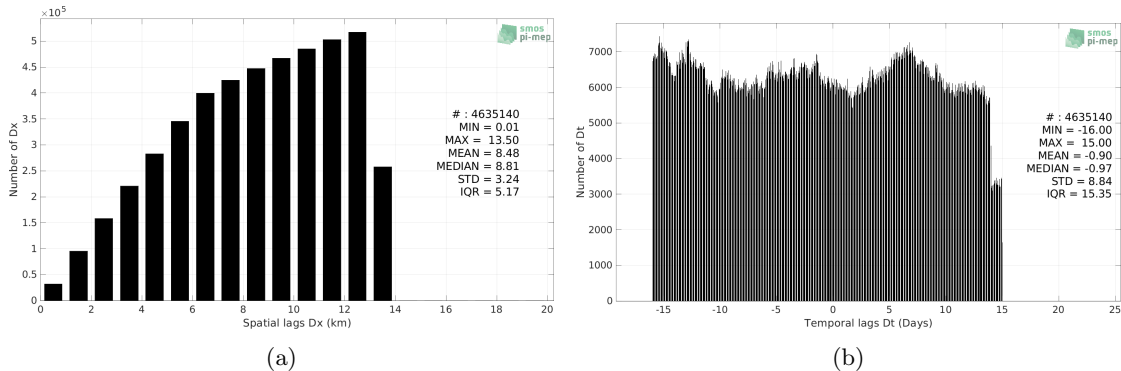 ×10⁵
smos
pi-mep
5
4.5
4
3.5
3
2.5
2
1.5
1
0.5
0
Number of Dx
# : 4635140
MIN = 0.01
MAX = 13.50
MEAN = 8.48
MEDIAN = 8.81
STD = 3.24
IQR = 5.17
0 2 4 6 8 10 12 14 16 18 20
Spatial lags Dx (km)
(a)
smos
pi-mep
7000
6000
5000
4000
3000
2000
1000
0
Number of Dt
# : 4635140
MIN = -16.00
MAX = 15.00
MEAN = -0.90
MEDIAN = -0.97
STD = 8.84
IQR = 15.35
-15 -10 -5 0 5 10 15 20 25
Temporal lags Dt (Days)
(b)